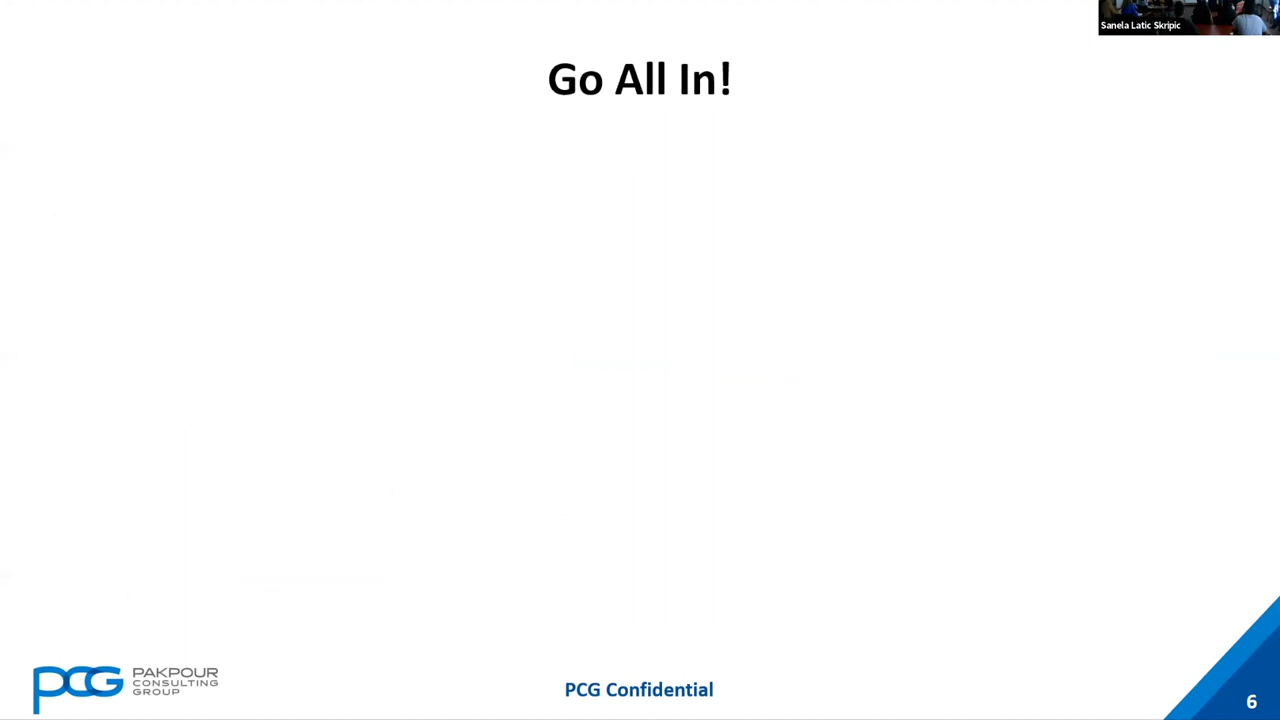 Sanela Latic Skripic
Go All In!
PCG
PAKPOUR
CONSULTING
GROUP
PCG Confidential
6